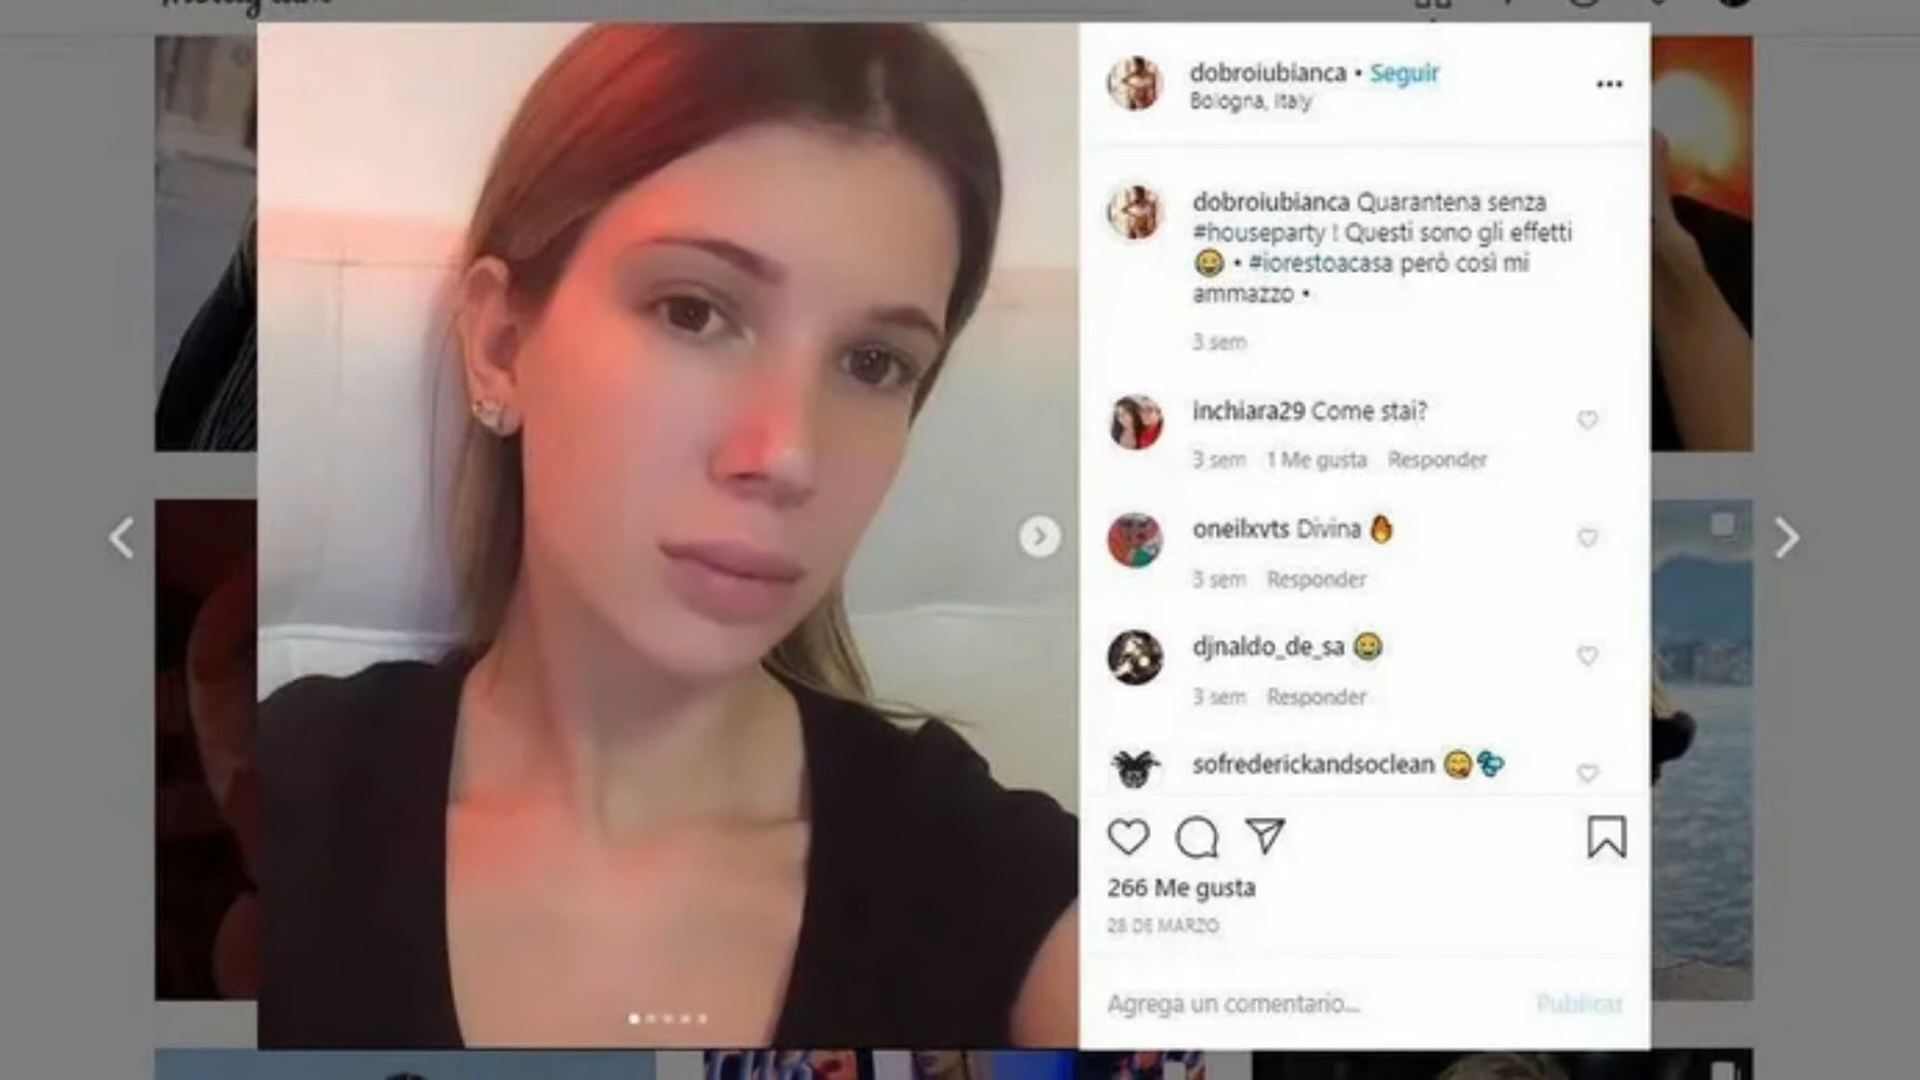 dobroiubianca • Seguir
Bologna, Italy
dobroiubianca Quarantena senza
#houseparty ! Questi sono gli effetti
😂 • #iorestoacasa però così mi
ammazzo •
3 sem
inchiara29 Come stai?
3 sem 1 Me gusta Responder
oneilxvts Divina 🔥
3 sem Responder
djnaldo_de_sa 😂
3 sem Responder
sofrederickandsoclean
266 Me gusta
28 DE MARZO
Agrega un comentario... Publicar